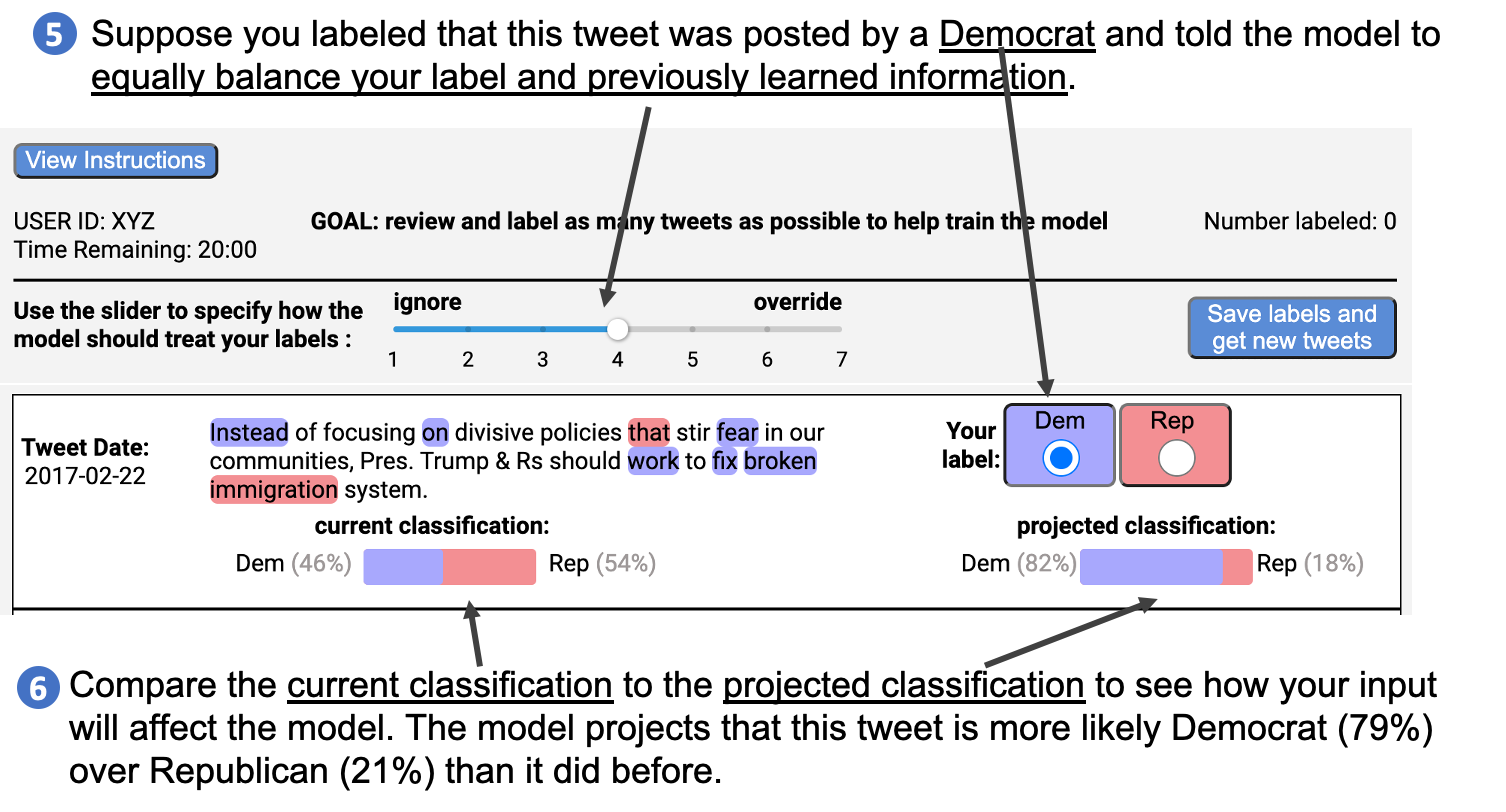 5 Suppose you labeled that this tweet was posted by a Democrat and told the model to
equally balance your label and previously learned information.
View Instructions
USER ID: XYZ
GOAL: review and label as many tweets as possible to help train the model
Number labeled: 0
Time Remaining: 20:00
Use the slider to specify how the
model should treat your labels :
ignore
override
1 2 3 4 5 6 7
Save labels and
get new tweets
Tweet Date:
2017-02-22
Instead of focusing on divisive policies that stir fear in our
communities, Pres. Trump & Rs should work to fix broken
immigration system.
Your
label:
Dem
Rep
current classification:
Dem (46%)
Rep (54%)
projected classification:
Dem (82%)
Rep (18%)
6 Compare the current classification to the projected classification to see how your input
will affect the model. The model projects that this tweet is more likely Democrat (79%)
over Republican (21%) than it did before.